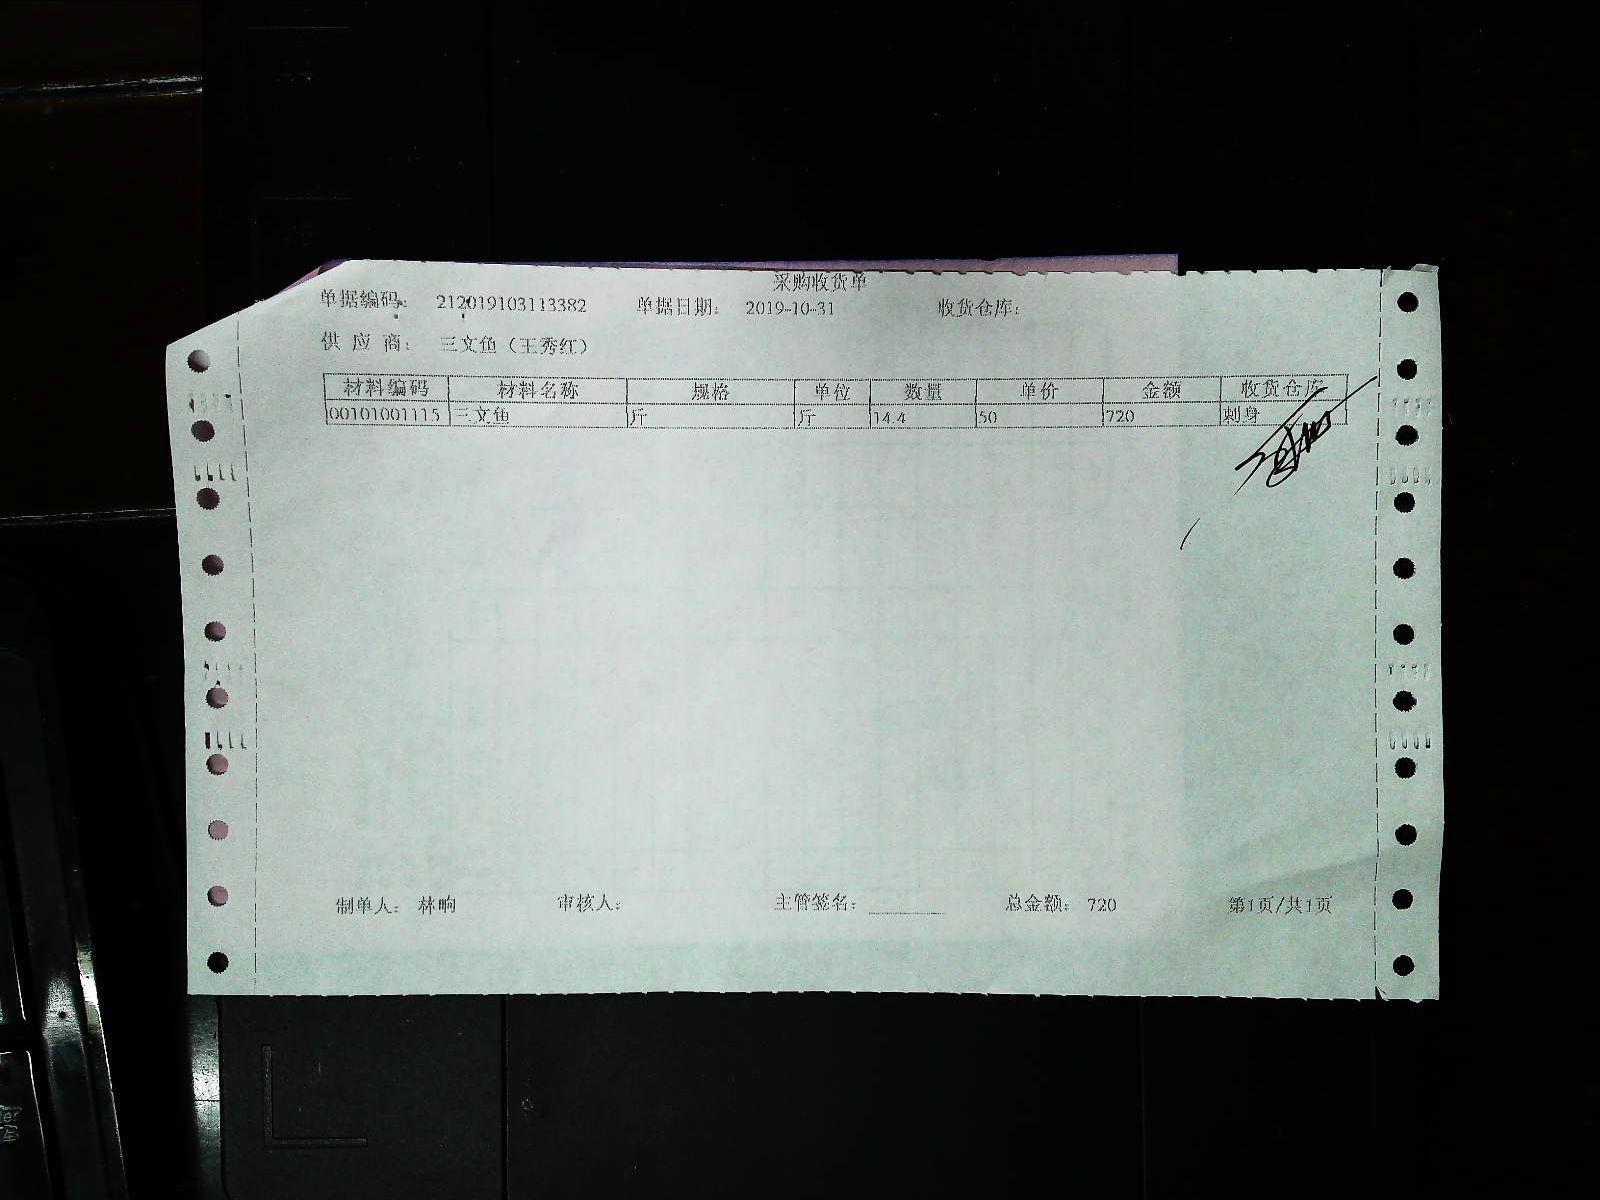 采购收货单
单据编码: 212019103113382 单据日期: 2019-10-31 收货仓库:
供应商: 三文鱼（王秀红）
材料编码 材料名称 规格 单位 数量 单价 金额 收货仓库
00101001115 三文鱼 斤 斤 14.4 50 720 刺身
制单人: 林响 审核人: 主管签名: 总金额: 720 第1页/共1页